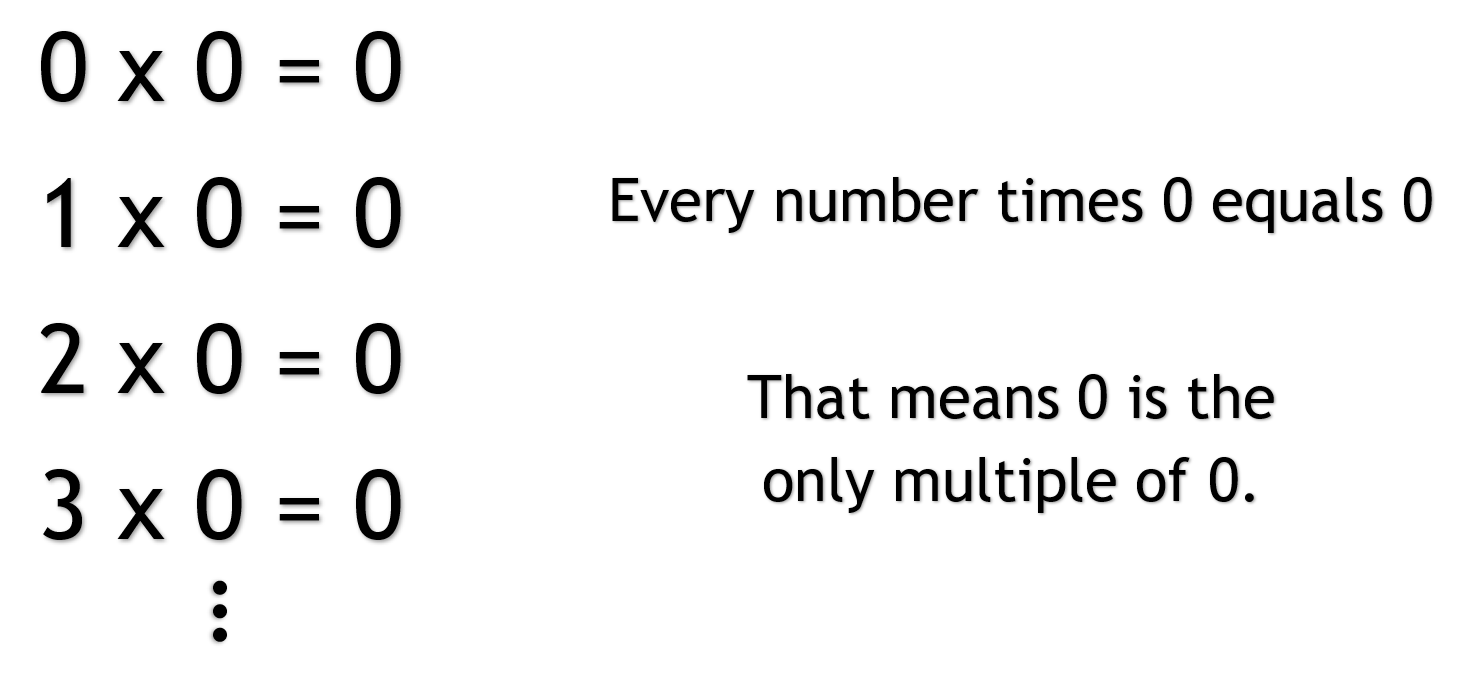 0 x 0 = 0
1 x 0 = 0
2 x 0 = 0
3 x 0 = 0
⋮
Every number times 0 equals 0
That means 0 is the
only multiple of 0.